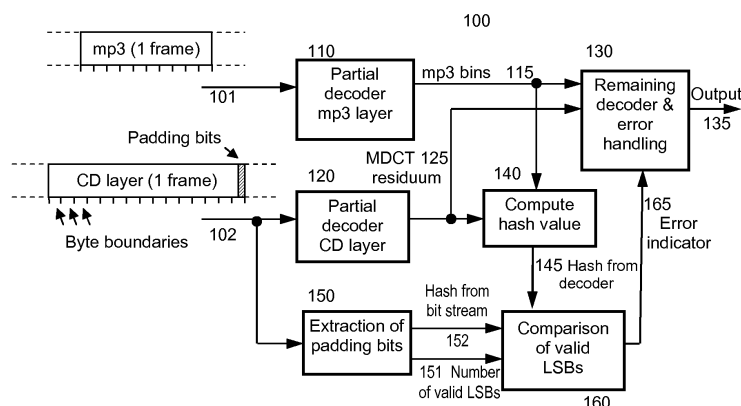 100
mp3 (1 frame)
110
Partial
decoder
mp3 layer
mp3 bins
115
130
Remaining
decoder &
error
handling
Output
135
101
Padding bits
CD layer (1 frame)
Byte boundaries
102
120
Partial
decoder
CD layer
MDCT 125
residuum
140
Compute
hash value
165
Error
indicator
145 Hash from
decoder
150
Extraction of
padding bits
Hash from
bit stream
152
151 Number
of valid LSBs
Comparison
of valid
LSBs
160